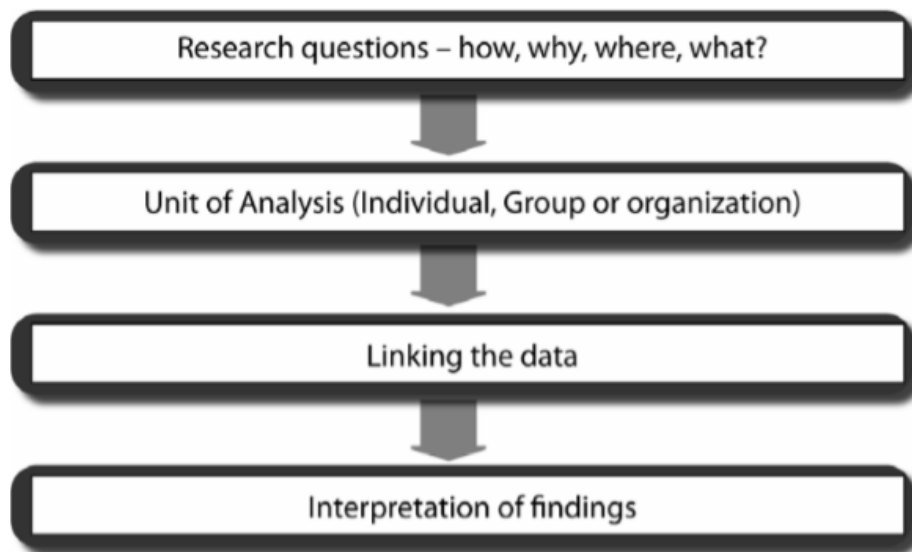 Research questions – how, why, where, what?
Unit of Analysis (Individual, Group or organization)
Linking the data
Interpretation of findings